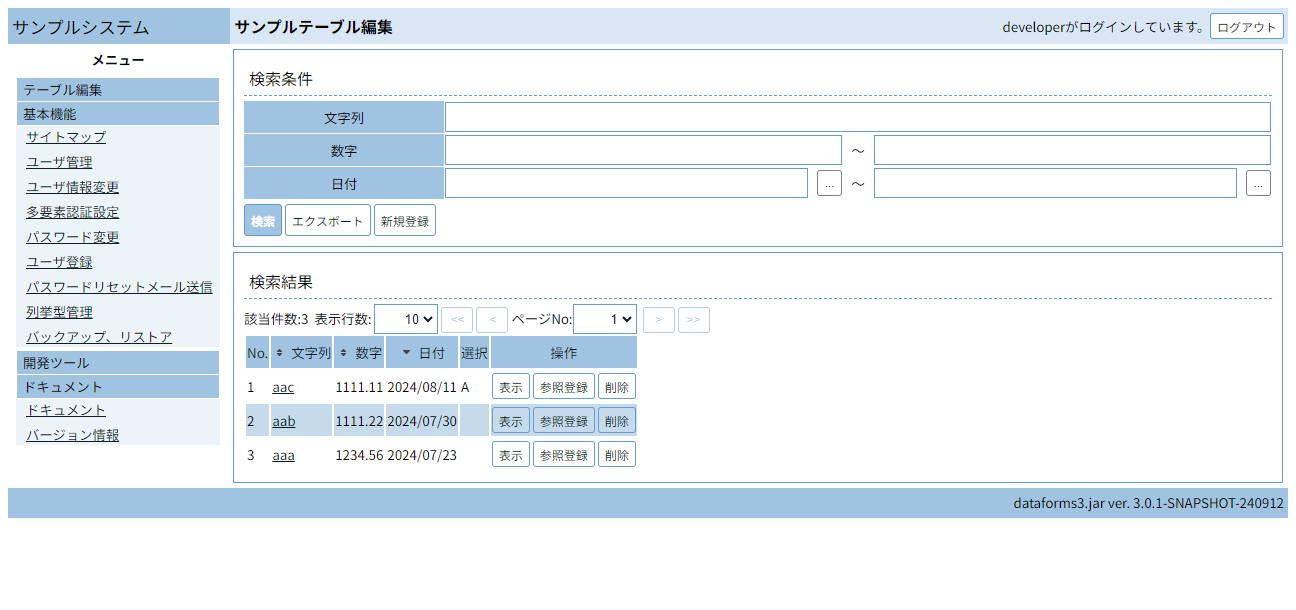 サンプルシステム
サンプルテーブル編集
developerがログインしています。 ログアウト
メニュー
テーブル編集
基本機能
サイトマップ
ユーザ管理
ユーザ情報変更
多要素認証設定
パスワード変更
ユーザ登録
パスワードリセットメール送信
列挙型管理
バックアップ、リストア
開発ツール
ドキュメント
ドキュメント
バージョン情報
検索条件
文字列
数字 ～
日付 ... ～ ...
検索 エクスポート 新規登録
検索結果
該当件数:3 表示行数: 10 << < ページNo: 1 > >>
No. 文字列 数字 日付 選択 操作
1 aac 1111.11 2024/08/11 A 表示 参照登録 削除
2 aab 1111.22 2024/07/30 表示 参照登録 削除
3 aaa 1234.56 2024/07/23 表示 参照登録 削除
dataforms3.jar ver. 3.0.1-SNAPSHOT-240912